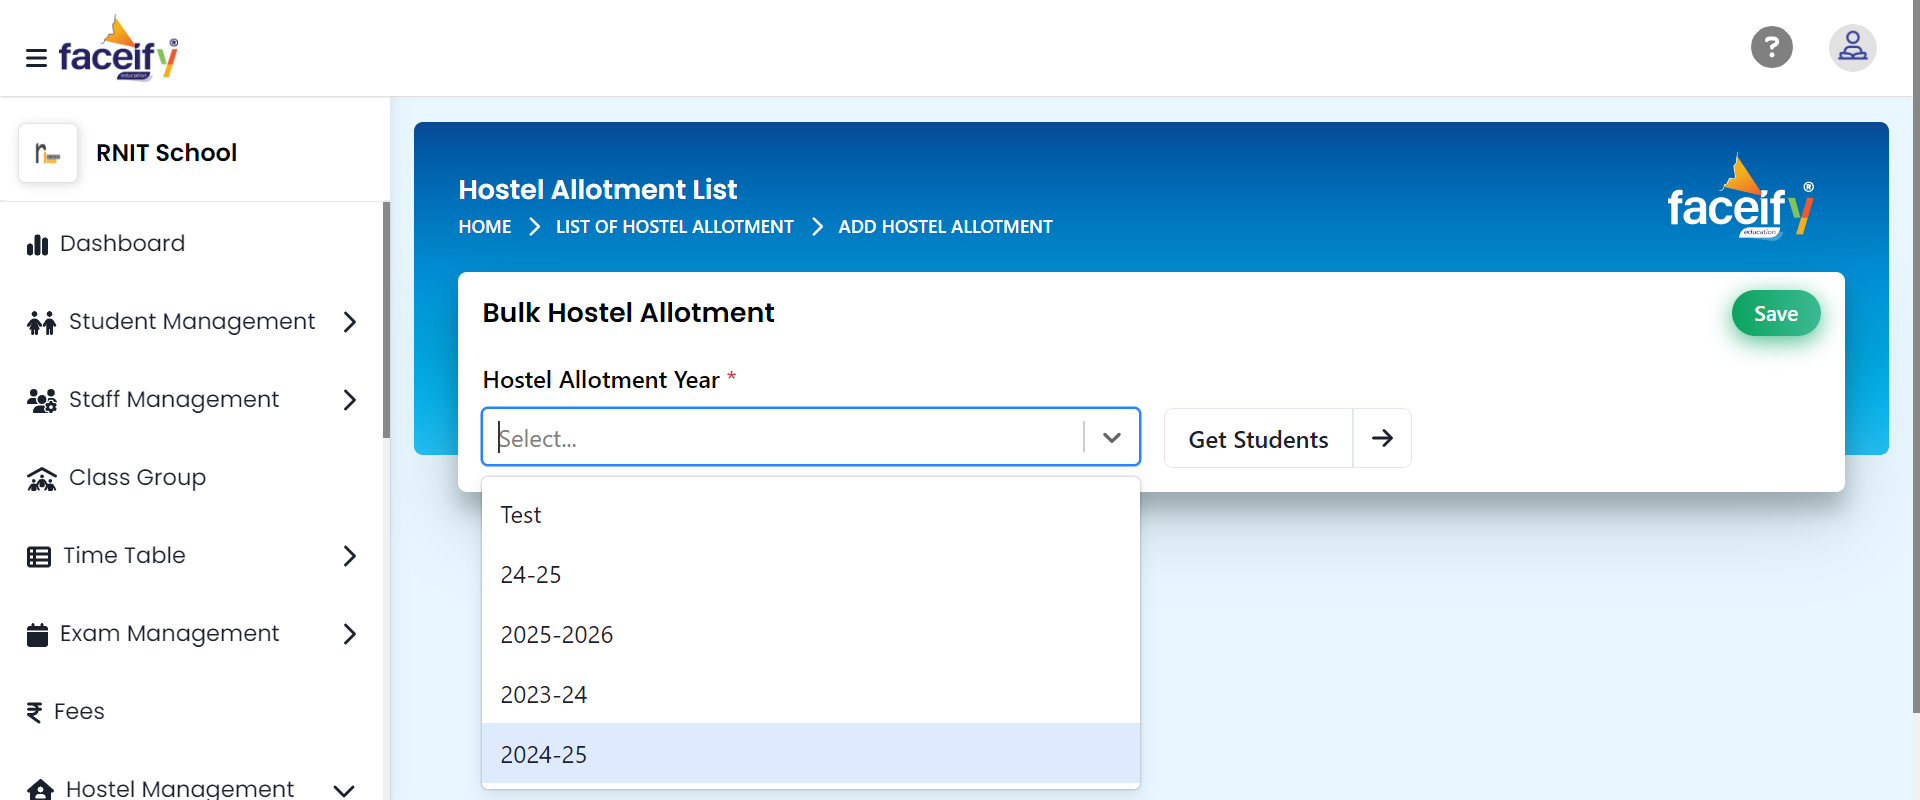 faceify®
education
RNIT School
Dashboard
Student Management
Staff Management
Class Group
Time Table
Exam Management
₹ Fees
Hostel Management
Hostel Allotment List
HOME > LIST OF HOSTEL ALLOTMENT > ADD HOSTEL ALLOTMENT
faceify®
education
Bulk Hostel Allotment
Save
Hostel Allotment Year *
Select...
Get Students
Test
24-25
2025-2026
2023-24
2024-25